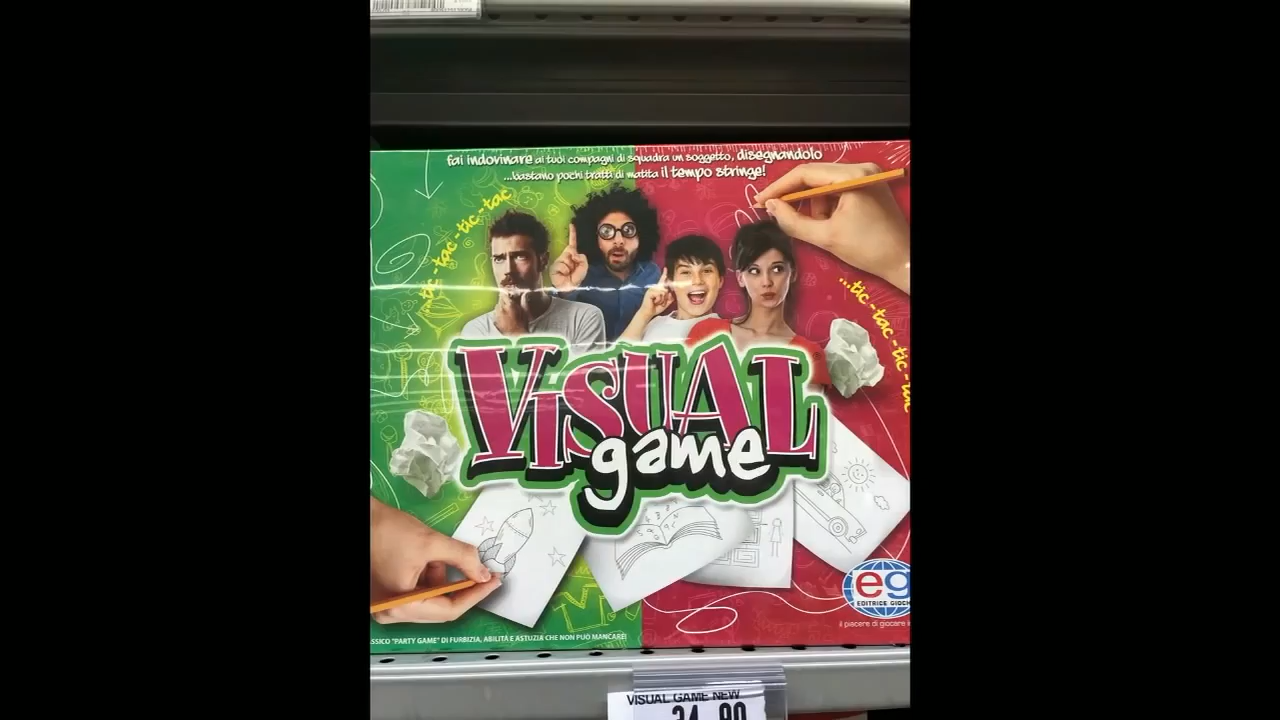 fai indovinare ai tuoi compagni di squadra un soggetto, disegnandolo
...bastano pochi tratti di matita il tempo stringe!
tic - tac - tic - tac
...tic - tac - tic - tac
VISUAL
game
eg
EDITRICE GIOCHI
il piacere di giocare
"PARTY GAME" DI FURBIZIA, ABILITÀ E ASTUZIA CHE NON PUÒ MANCARE!
VISUAL GAME NEW